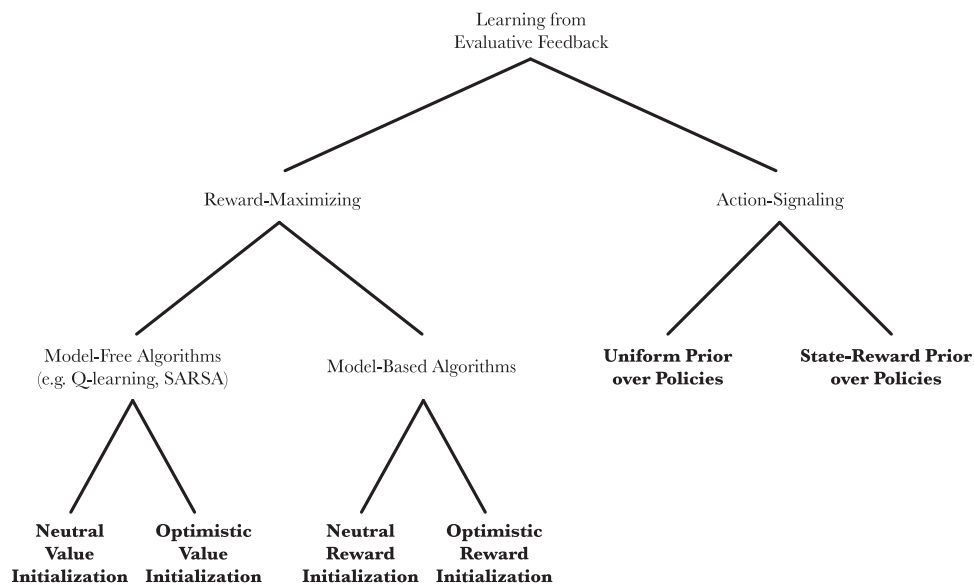 Learning from
Evaluative Feedback
Reward-Maximizing
Action-Signaling
Model-Free Algorithms
(e.g. Q-learning, SARSA)
Model-Based Algorithms
Uniform Prior
over Policies
State-Reward Prior
over Policies
Neutral
Value
Initialization
Optimistic
Value
Initialization
Neutral
Reward
Initialization
Optimistic
Reward
Initialization